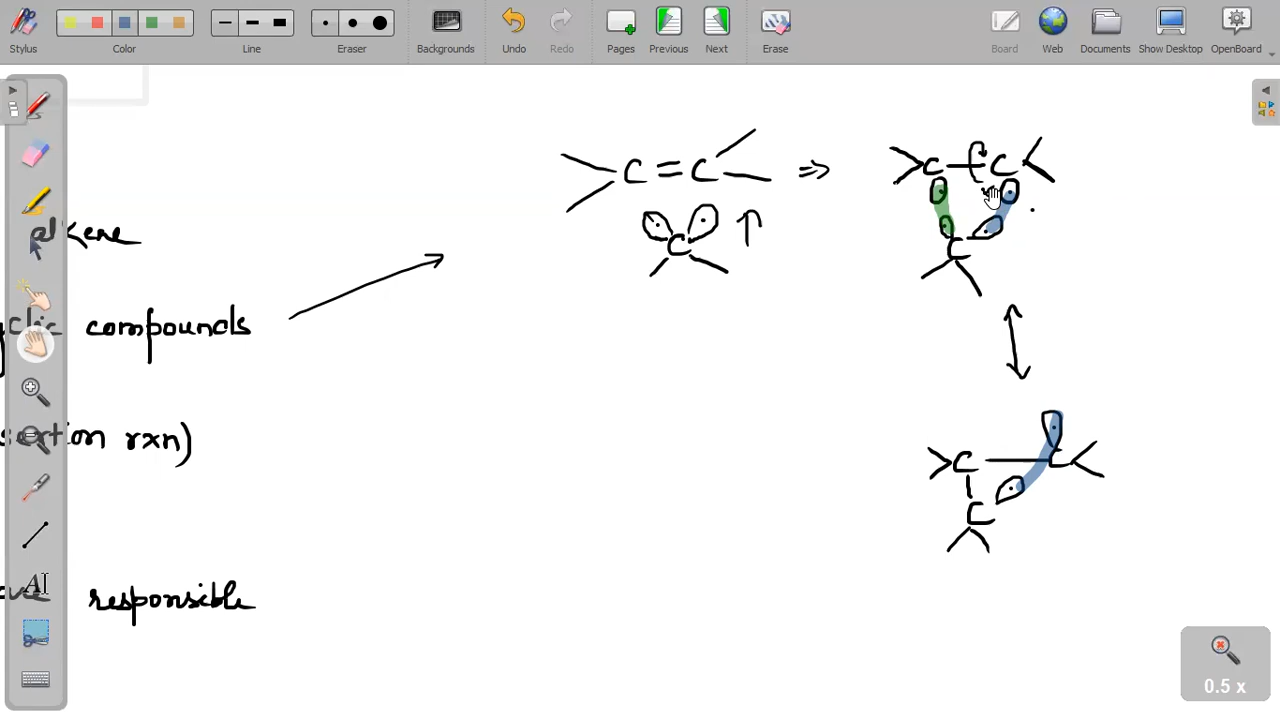 Stylus Color Line Eraser Backgrounds Undo Redo Pages Previous Next Erase Board Web Documents Show Desktop OpenBoard
C = C ⇒ C — C
C C
alkene
compounds
rxn)
C — C
C
responsible
0.5 x